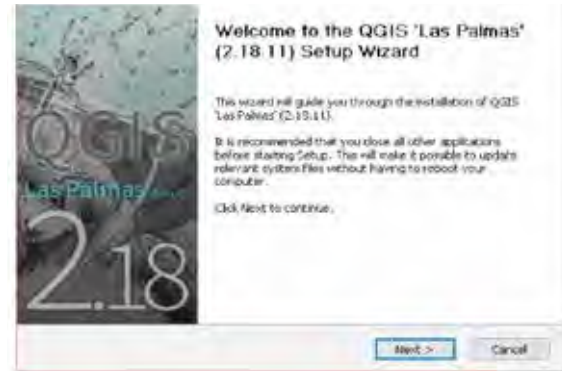 QGIS
Las Palmas
2.18
Welcome to the QGIS 'Las Palmas'
(2.18.11) Setup Wizard
This wizard will guide you through the installation of QGIS
'Las Palmas' (2.18.11).
It is recommended that you close all other applications
before starting Setup. This will make it possible to update
relevant system files without having to reboot your
computer.
Click Next to continue.
Next >
Cancel